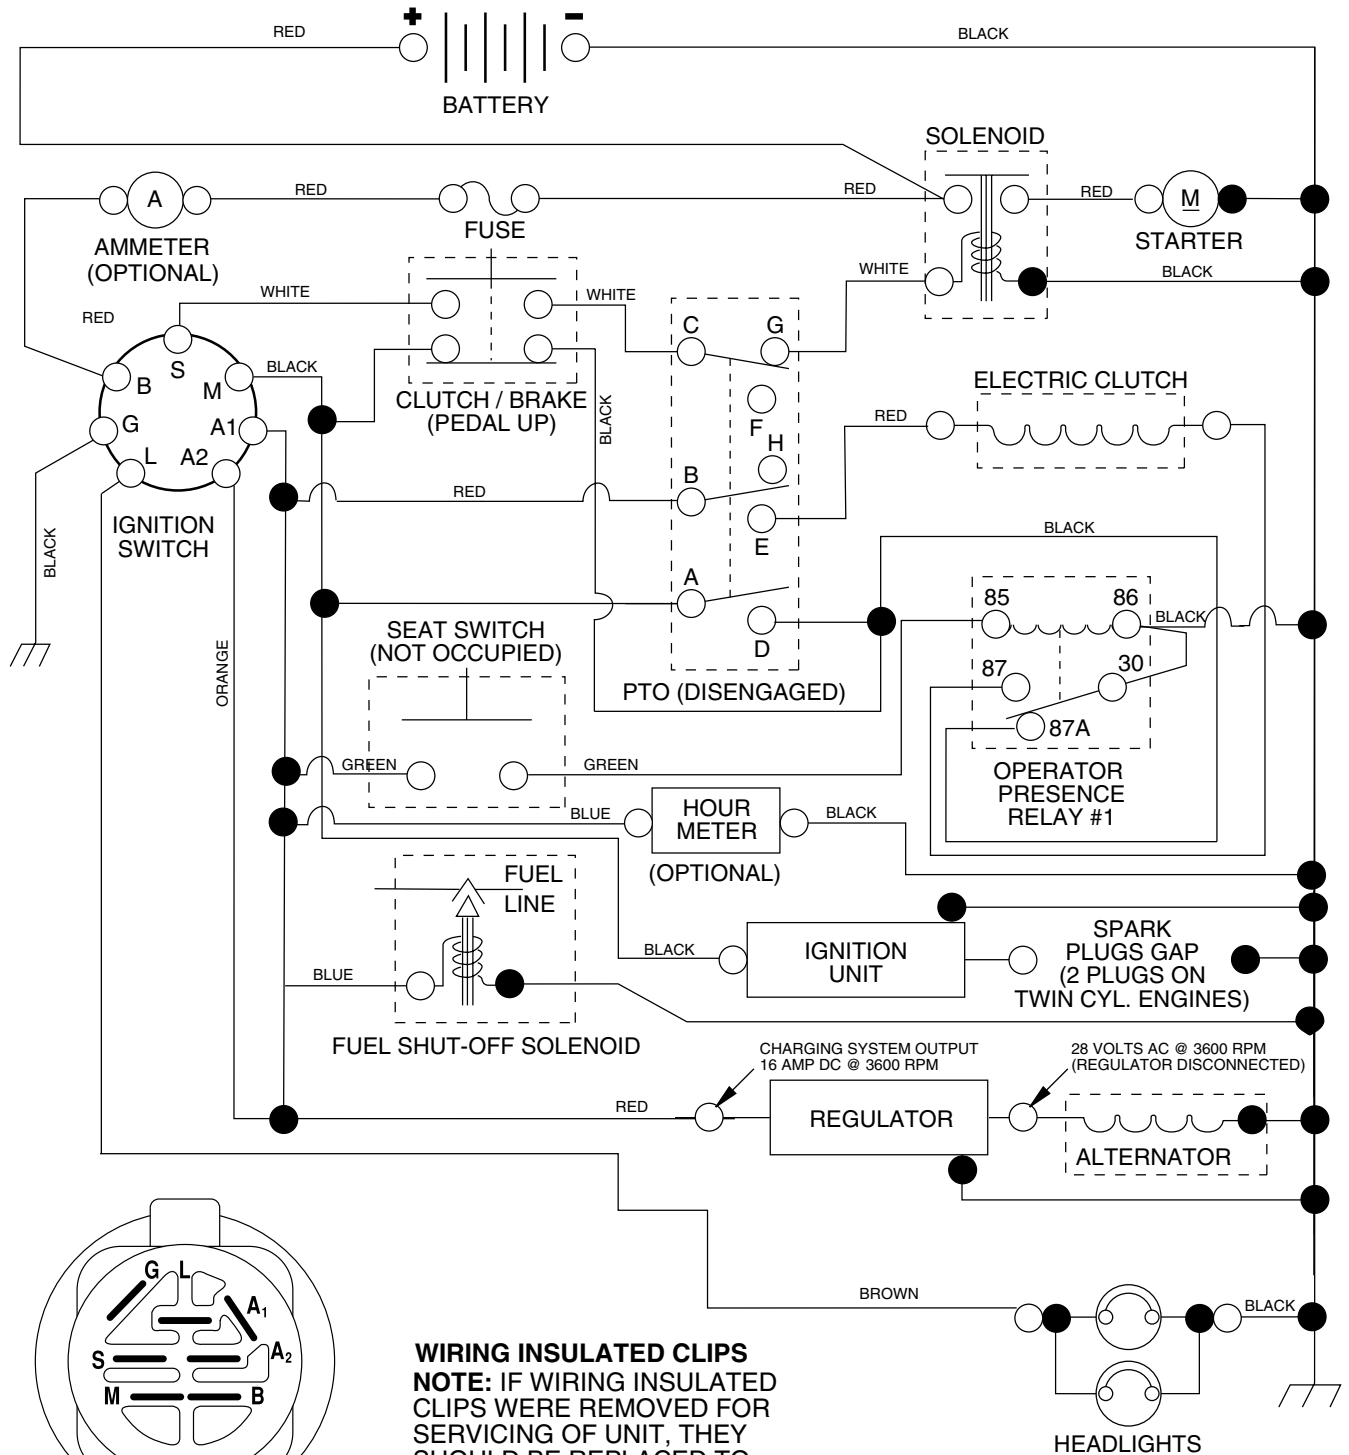 + -
RED
BLACK
BATTERY
SOLENOID
A
RED
RED
RED
M
FUSE
STARTER
AMMETER
(OPTIONAL)
WHITE
BLACK
WHITE
WHITE
RED
C
G
S
B
M
BLACK
ELECTRIC CLUTCH
CLUTCH / BRAKE
(PEDAL UP)
BLACK
RED
G
A1
F
H
L
A2
B
RED
IGNITION
SWITCH
BLACK
E
BLACK
A
85
86
BLACK
SEAT SWITCH
(NOT OCCUPIED)
D
ORANGE
87
30
PTO (DISENGAGED)
87A
GREEN
GREEN
OPERATOR
PRESENCE
RELAY #1
BLUE
HOUR
METER
BLACK
(OPTIONAL)
FUEL
LINE
SPARK
PLUGS GAP
(2 PLUGS ON
TWIN CYL. ENGINES)
BLACK
IGNITION
UNIT
BLUE
FUEL SHUT-OFF SOLENOID
CHARGING SYSTEM OUTPUT
16 AMP DC @ 3600 RPM
28 VOLTS AC @ 3600 RPM
(REGULATOR DISCONNECTED)
RED
REGULATOR
ALTERNATOR
G L
A1
A2
S
M
B
BROWN
BLACK
HEADLIGHTS
WIRING INSULATED CLIPS
NOTE: IF WIRING INSULATED
CLIPS WERE REMOVED FOR
SERVICING OF UNIT, THEY
SHOULD BE REPLACED TO